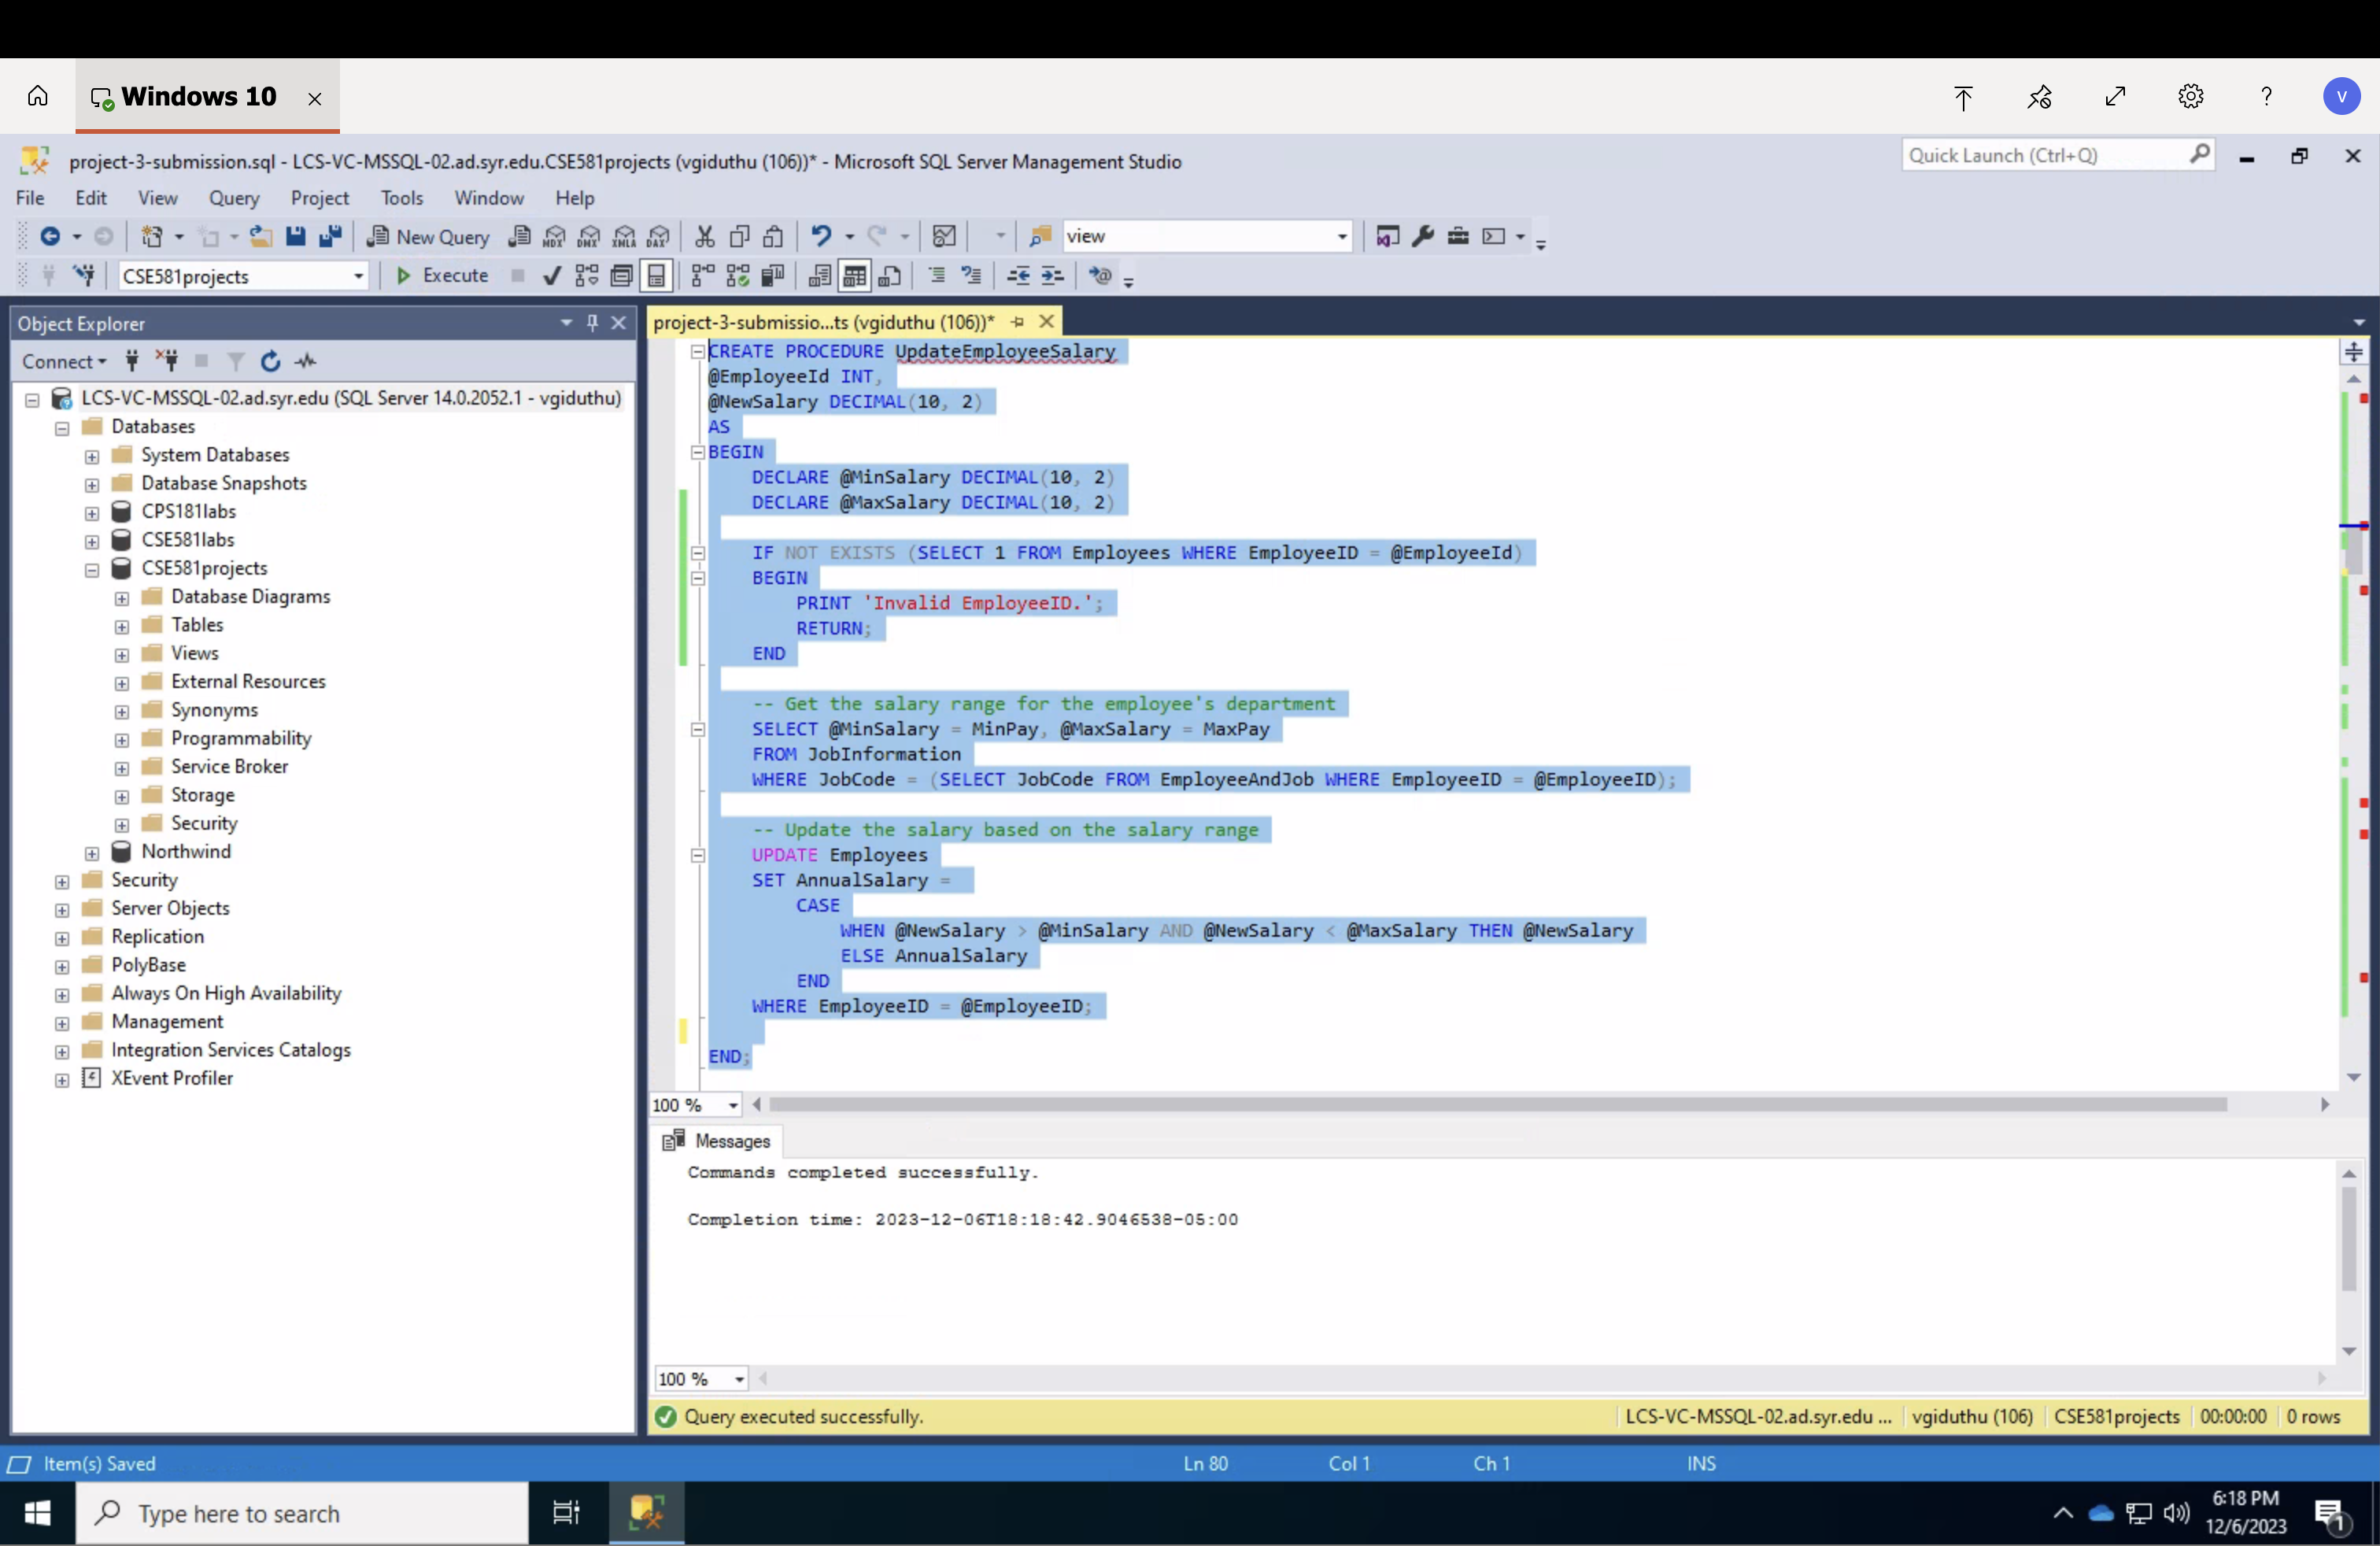 Windows 10
V
project-3-submission.sql - LCS-VC-MSSQL-02.ad.syr.edu.CSE581projects (vgiduthu (106))* - Microsoft SQL Server Management Studio
Quick Launch (Ctrl+Q)
File Edit View Query Project Tools Window Help
New Query MDX DMX XMLA DAX view
CSE581projects Execute
Object Explorer
project-3-submissio...ts (vgiduthu (106))*
Connect
LCS-VC-MSSQL-02.ad.syr.edu (SQL Server 14.0.2052.1 - vgiduthu)
Databases
System Databases
Database Snapshots
CPS181labs
CSE581labs
CSE581projects
Database Diagrams
Tables
Views
External Resources
Synonyms
Programmability
Service Broker
Storage
Security
Northwind
Security
Server Objects
Replication
PolyBase
Always On High Availability
Management
Integration Services Catalogs
XEvent Profiler
CREATE PROCEDURE UpdateEmployeeSalary
@EmployeeId INT,
@NewSalary DECIMAL(10, 2)
AS
BEGIN
DECLARE @MinSalary DECIMAL(10, 2)
DECLARE @MaxSalary DECIMAL(10, 2)
IF NOT EXISTS (SELECT 1 FROM Employees WHERE EmployeeID = @EmployeeId)
BEGIN
PRINT 'Invalid EmployeeID.';
RETURN;
END
-- Get the salary range for the employee's department
SELECT @MinSalary = MinPay, @MaxSalary = MaxPay
FROM JobInformation
WHERE JobCode = (SELECT JobCode FROM EmployeeAndJob WHERE EmployeeID = @EmployeeID);
-- Update the salary based on the salary range
UPDATE Employees
SET AnnualSalary =
CASE
WHEN @NewSalary > @MinSalary AND @NewSalary < @MaxSalary THEN @NewSalary
ELSE AnnualSalary
END
WHERE EmployeeID = @EmployeeID;
END;
100 %
Messages
Commands completed successfully.
Completion time: 2023-12-06T18:18:42.9046538-05:00
100 %
Query executed successfully. LCS-VC-MSSQL-02.ad.syr.edu ... vgiduthu (106) CSE581projects 00:00:00 0 rows
Item(s) Saved Ln 80 Col 1 Ch 1 INS
Type here to search
6:18 PM
12/6/2023
1